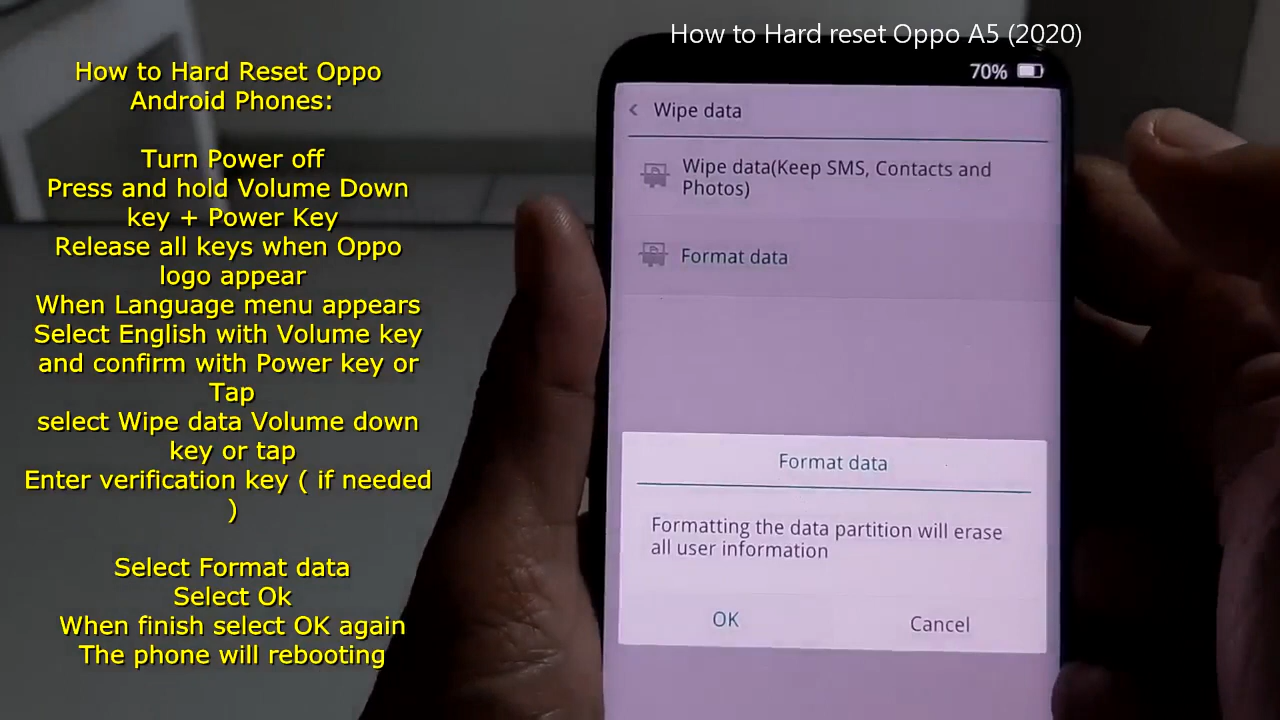 How to Hard reset Oppo A5 (2020)
How to Hard Reset Oppo
Android Phones:
Turn Power off
Press and hold Volume Down
key + Power Key
Release all keys when Oppo
logo appear
When Language menu appears
Select English with Volume key
and confirm with Power key or
Tap
select Wipe data Volume down
key or tap
Enter verification key ( if needed
)
Select Format data
Select Ok
When finish select OK again
The phone will rebooting
70%
Wipe data
Wipe data(Keep SMS, Contacts and
Photos)
Format data
Format data
Formatting the data partition will erase
all user information
OK
Cancel